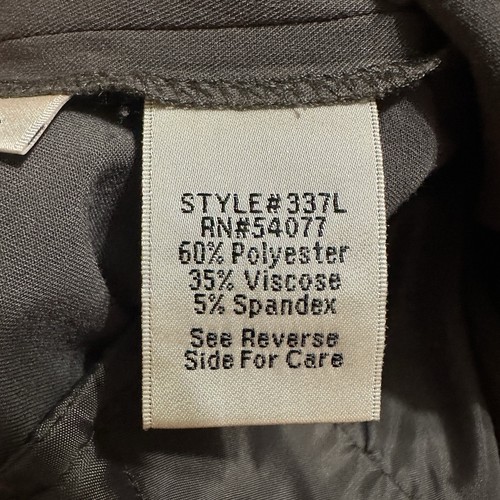 STYLE#337L
RN#54077
60% Polyester
35% Viscose
5% Spandex
See Reverse
Side For Care